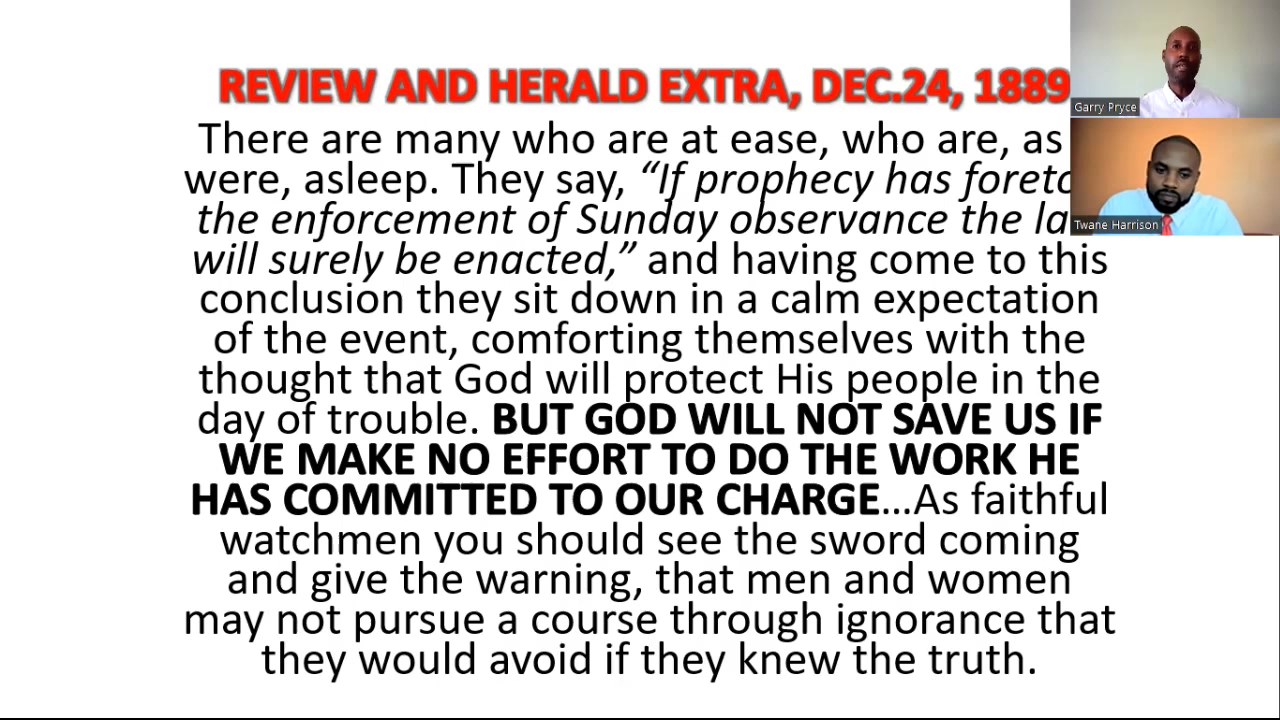 REVIEW AND HERALD EXTRA, DEC.24, 1889
There are many who are at ease, who are, as
were, asleep. They say, “If prophecy has
the enforcement of Sunday observance the
will surely be enacted,” and having come to this
conclusion they sit down in a calm expectation
of the event, comforting themselves with the
thought that God will protect His people in the
day of trouble. BUT GOD WILL NOT SAVE US IF
WE MAKE NO EFFORT TO DO THE WORK HE
HAS COMMITTED TO OUR CHARGE…As faithful
watchmen you should see the sword coming
and give the warning, that men and women
may not pursue a course through ignorance that
they would avoid if they knew the truth.
Garry Pryce
Twane Harrison